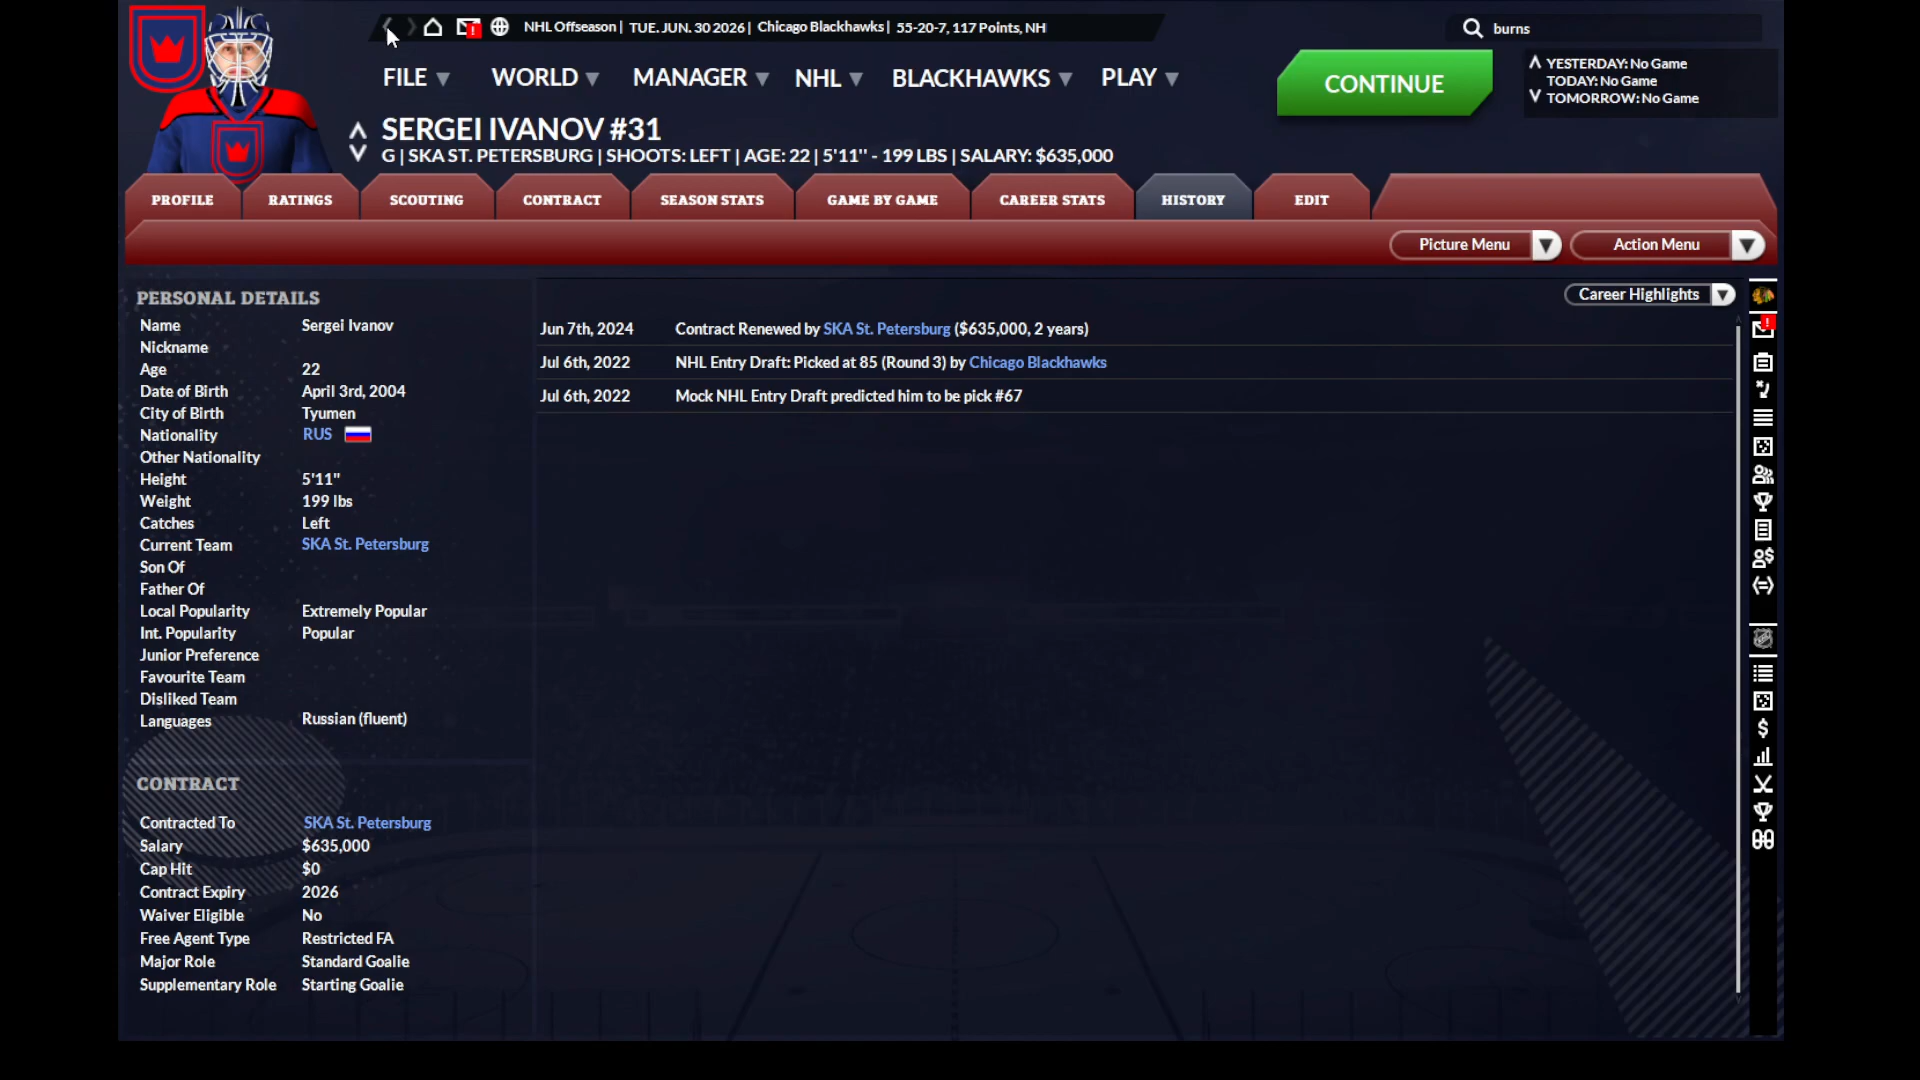 NHL Offseason | TUE. JUN. 30 2026 | Chicago Blackhawks | 55-20-7, 117 Points, NH
burns
FILE WORLD MANAGER NHL BLACKHAWKS PLAY
CONTINUE
YESTERDAY: No Game
TODAY: No Game
TOMORROW: No Game
SERGEI IVANOV #31
G | SKA ST. PETERSBURG | SHOOTS: LEFT | AGE: 22 | 5'11'' - 199 LBS | SALARY: $635,000
PROFILE RATINGS SCOUTING CONTRACT SEASON STATS GAME BY GAME CAREER STATS HISTORY EDIT
Picture Menu Action Menu
PERSONAL DETAILS
Name Sergei Ivanov
Nickname
Age 22
Date of Birth April 3rd, 2004
City of Birth Tyumen
Nationality RUS
Other Nationality
Height 5'11''
Weight 199 lbs
Catches Left
Current Team SKA St. Petersburg
Son Of
Father Of
Local Popularity Extremely Popular
Int. Popularity Popular
Junior Preference
Favourite Team
Disliked Team
Languages Russian (fluent)
CONTRACT
Contracted To SKA St. Petersburg
Salary $635,000
Cap Hit $0
Contract Expiry 2026
Waiver Eligible No
Free Agent Type Restricted FA
Major Role Standard Goalie
Supplementary Role Starting Goalie
Career Highlights
Jun 7th, 2024 Contract Renewed by SKA St. Petersburg ($635,000, 2 years)
Jul 6th, 2022 NHL Entry Draft: Picked at 85 (Round 3) by Chicago Blackhawks
Jul 6th, 2022 Mock NHL Entry Draft predicted him to be pick #67